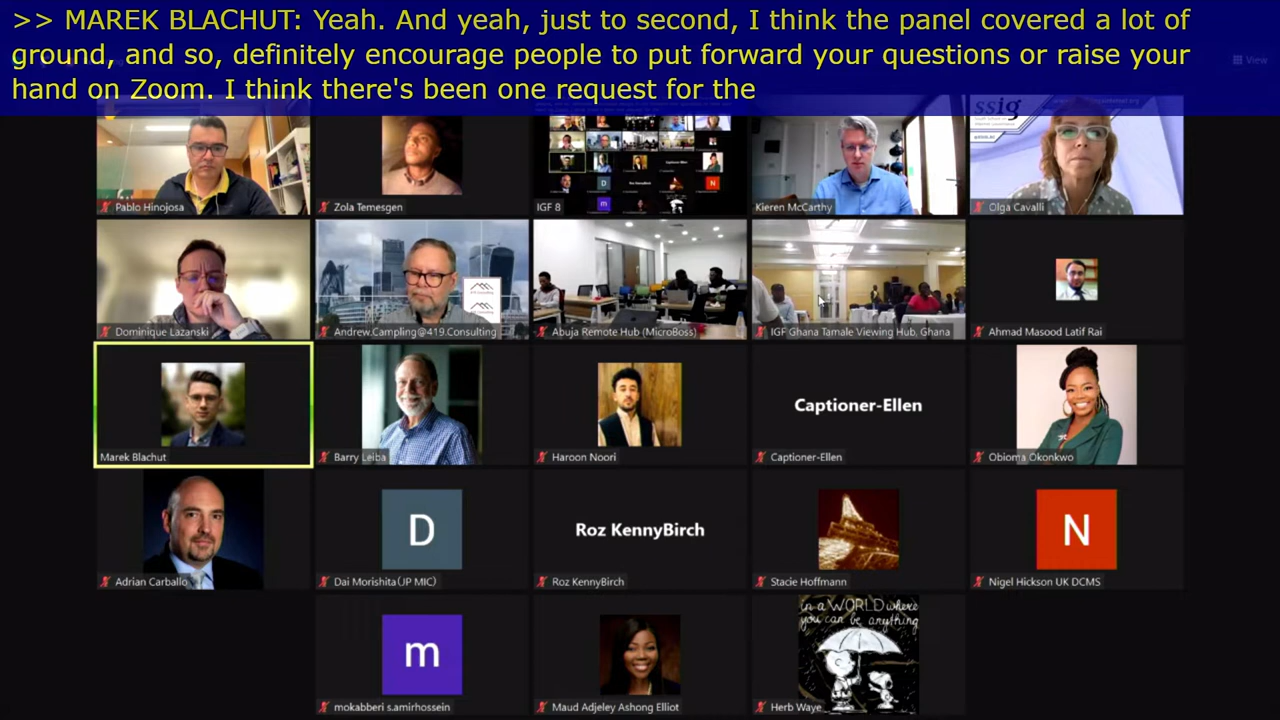 >> MAREK BLACHUT: Yeah. And yeah, just to second, I think the panel covered a lot of
ground, and so, definitely encourage people to put forward your questions or raise your
hand on Zoom. I think there's been one request for the
View
ssig
Pablo Hinojosa
Zola Temesgen
IGF 8
Kieren McCarthy
Olga Cavalli
Dominique Lazanski
Andrew.Campling@419.Consulting
Abuja Remote Hub (MicroBoss)
IGF Ghana Tamale Viewing Hub, Ghana
Ahmad Masood Latif Rai
Captioner-Ellen
Marek Blachut
Barry Leiba
Haroon Noori
Captioner-Ellen
Obioma Okonkwo
D
Roz KennyBirch
N
Adrian Carballo
Dai Morishita(JP MIC)
Roz KennyBirch
Stacie Hoffmann
Nigel Hickson UK DCMS
m
in a WORLD where
you can be anything
mokabberi s.amirhossein
Maud Adjeley Ashong Elliot
Herb Waye